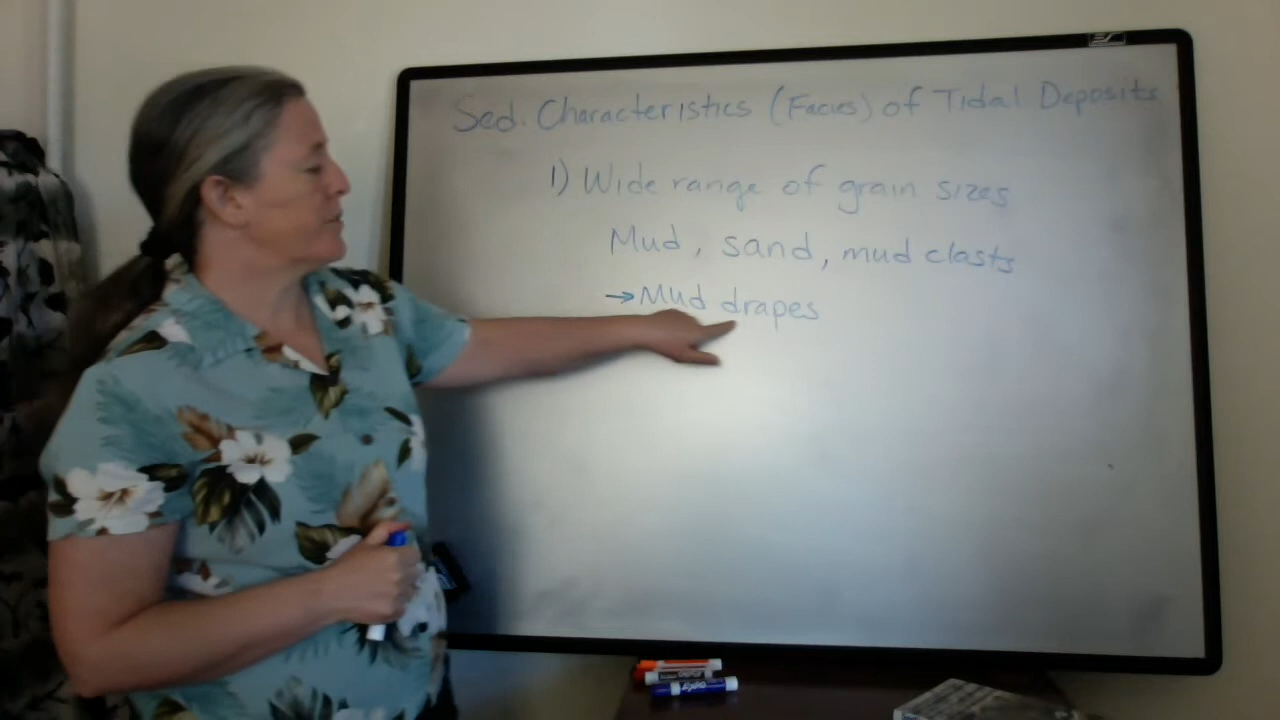 Sed. Characteristics (Facies) of Tidal Deposits
1) Wide range of grain sizes
Mud, sand, mud clasts
→ Mud drapes